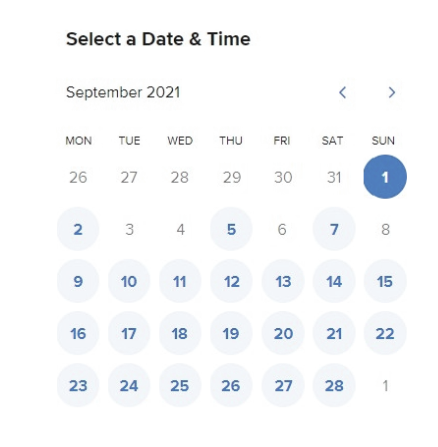 Select a Date & Time
September 2021
MON TUE WED THU FRI SAT SUN
26 27 28 29 30 31 1
2 3 4 5 6 7 8
9 10 11 12 13 14 15
16 17 18 19 20 21 22
23 24 25 26 27 28 1